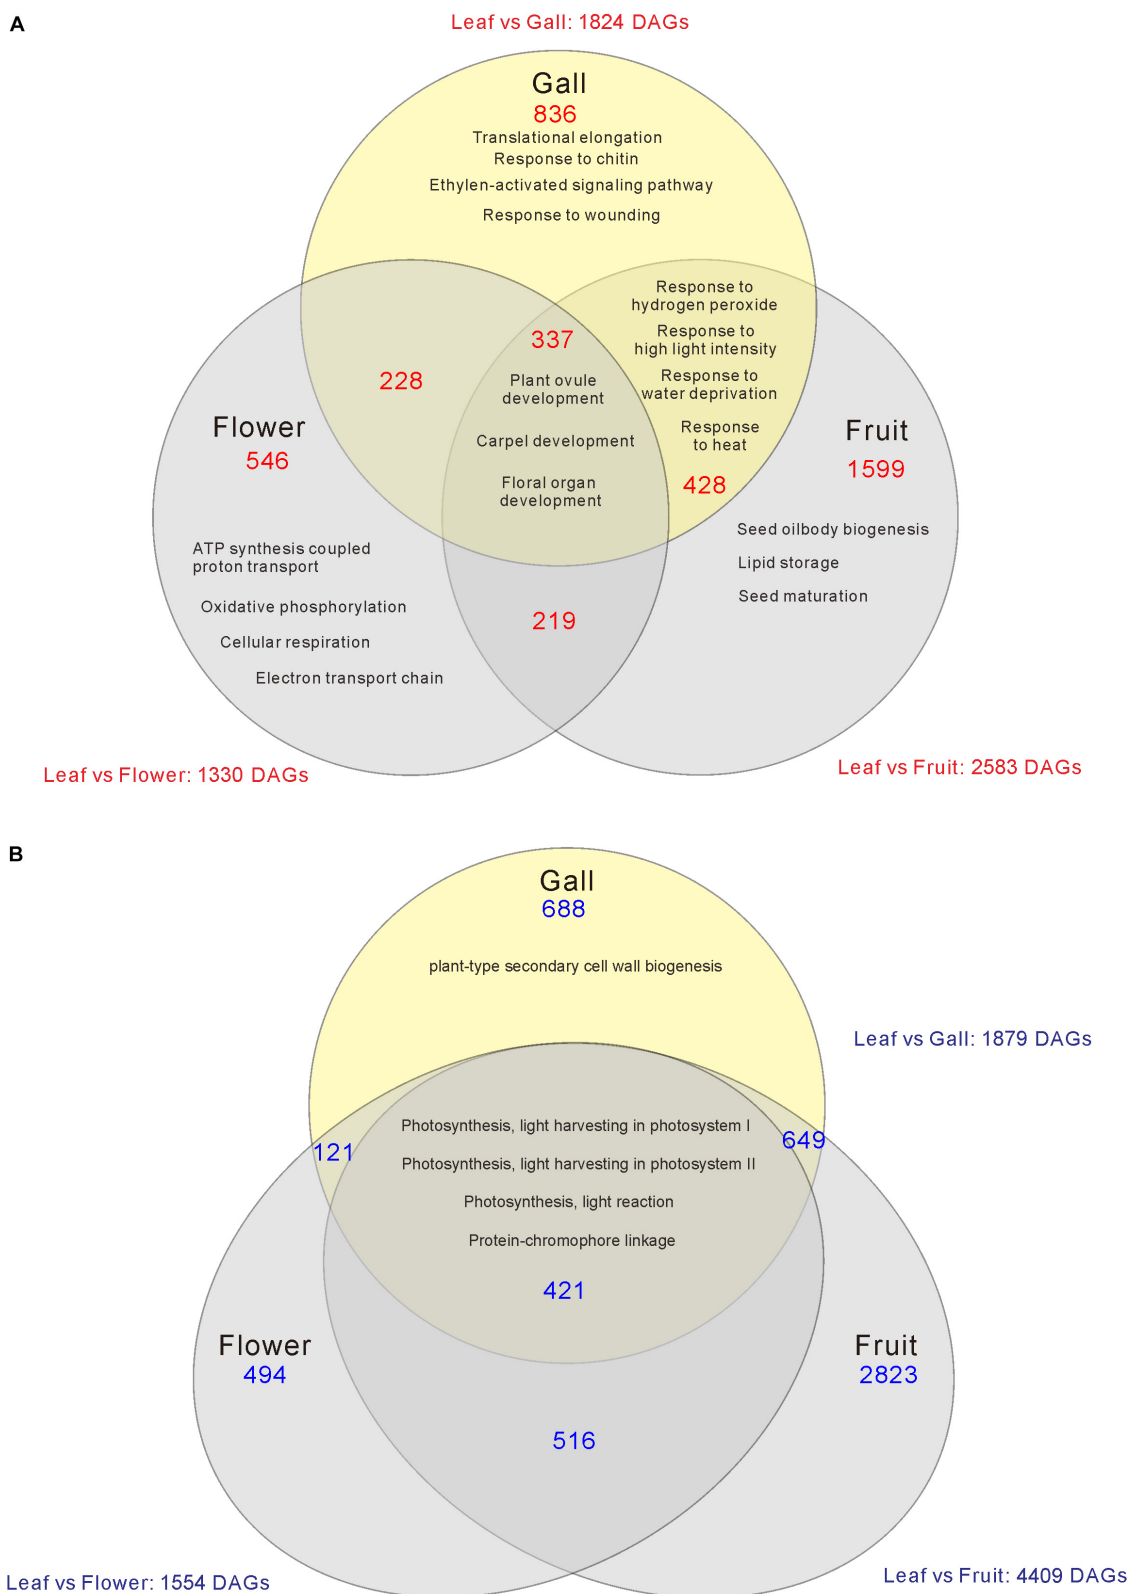 A
Leaf vs Gall: 1824 DAGs
Gall
836
Translational elongation
Response to chitin
Ethylen-activated signaling pathway
Response to wounding
Response to
hydrogen peroxide
Response to
high light intensity
Response to
water deprivation
Response
to heat
428
337
Plant ovule
development
Carpel development
Floral organ
development
228
Flower
546
ATP synthesis coupled
proton transport
Oxidative phosphorylation
Cellular respiration
Electron transport chain
219
Fruit
1599
Seed oilbody biogenesis
Lipid storage
Seed maturation
Leaf vs Flower: 1330 DAGs
Leaf vs Fruit: 2583 DAGs
B
Gall
688
plant-type secondary cell wall biogenesis
Leaf vs Gall: 1879 DAGs
Photosynthesis, light harvesting in photosystem I
121
649
Photosynthesis, light harvesting in photosystem II
Photosynthesis, light reaction
Protein-chromophore linkage
421
Flower
494
Fruit
2823
516
Leaf vs Flower: 1554 DAGs
Leaf vs Fruit: 4409 DAGs